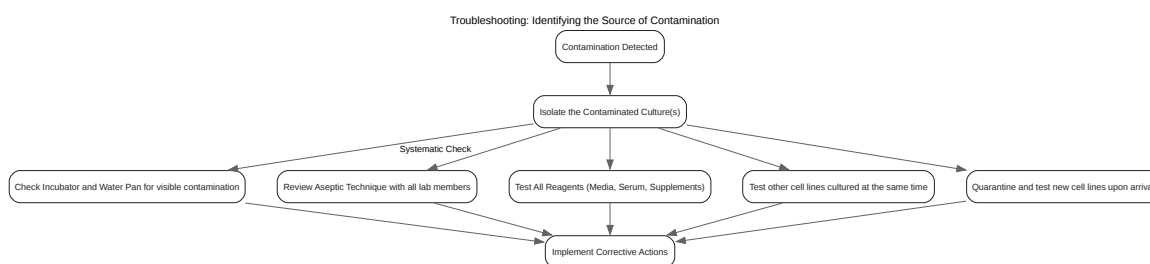 Troubleshooting: Identifying the Source of Contamination
Contamination Detected
Isolate the Contaminated Culture(s)
Systematic Check
Check Incubator and Water Pan for visible contamination
Review Aseptic Technique with all lab members
Test All Reagents (Media, Serum, Supplements)
Test other cell lines cultured at the same time
Quarantine and test new cell lines upon
Implement Corrective Actions